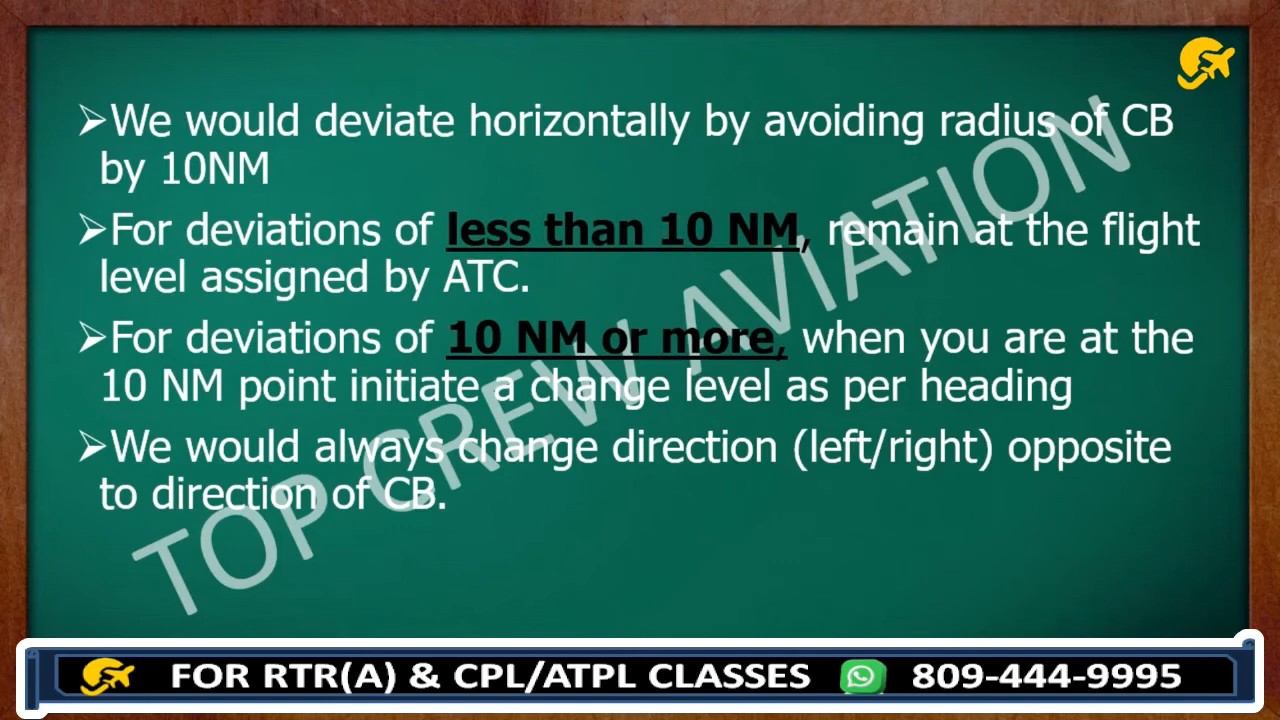 ➢We would deviate horizontally by avoiding radius of CB
by 10NM
➢For deviations of less than 10 NM, remain at the flight
level assigned by ATC.
➢For deviations of 10 NM or more, when you are at the
10 NM point initiate a change level as per heading
➢We would always change direction (left/right) opposite
to direction of CB.
TOP CREW AVIATION
FOR RTR(A) & CPL/ATPL CLASSES 809-444-9995